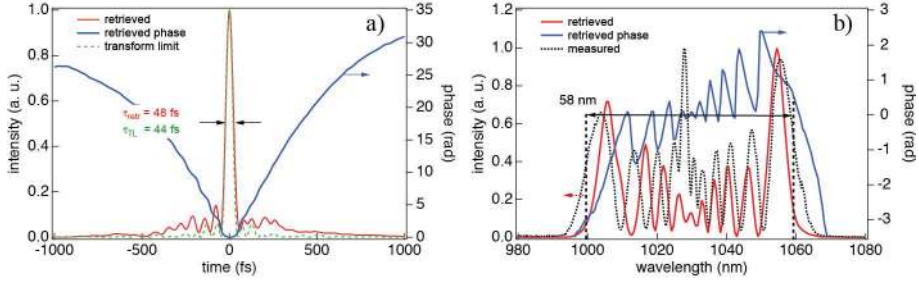 a)
retrieved
retrieved phase
transform limit
τretr = 48 fs
τTL = 44 fs
intensity (a. u.)
1.0
0.8
0.6
0.4
0.2
0.0
phase (rad)
35
30
25
20
15
10
5
0
-1000
-500
0
500
1000
time (fs)
b)
retrieved
retrieved phase
measured
58 nm
intensity (a. u.)
1.2
1.0
0.8
0.6
0.4
0.2
0.0
phase (rad)
3
2
1
0
-1
-2
-3
980
1000
1020
1040
1060
1080
wavelength (nm)